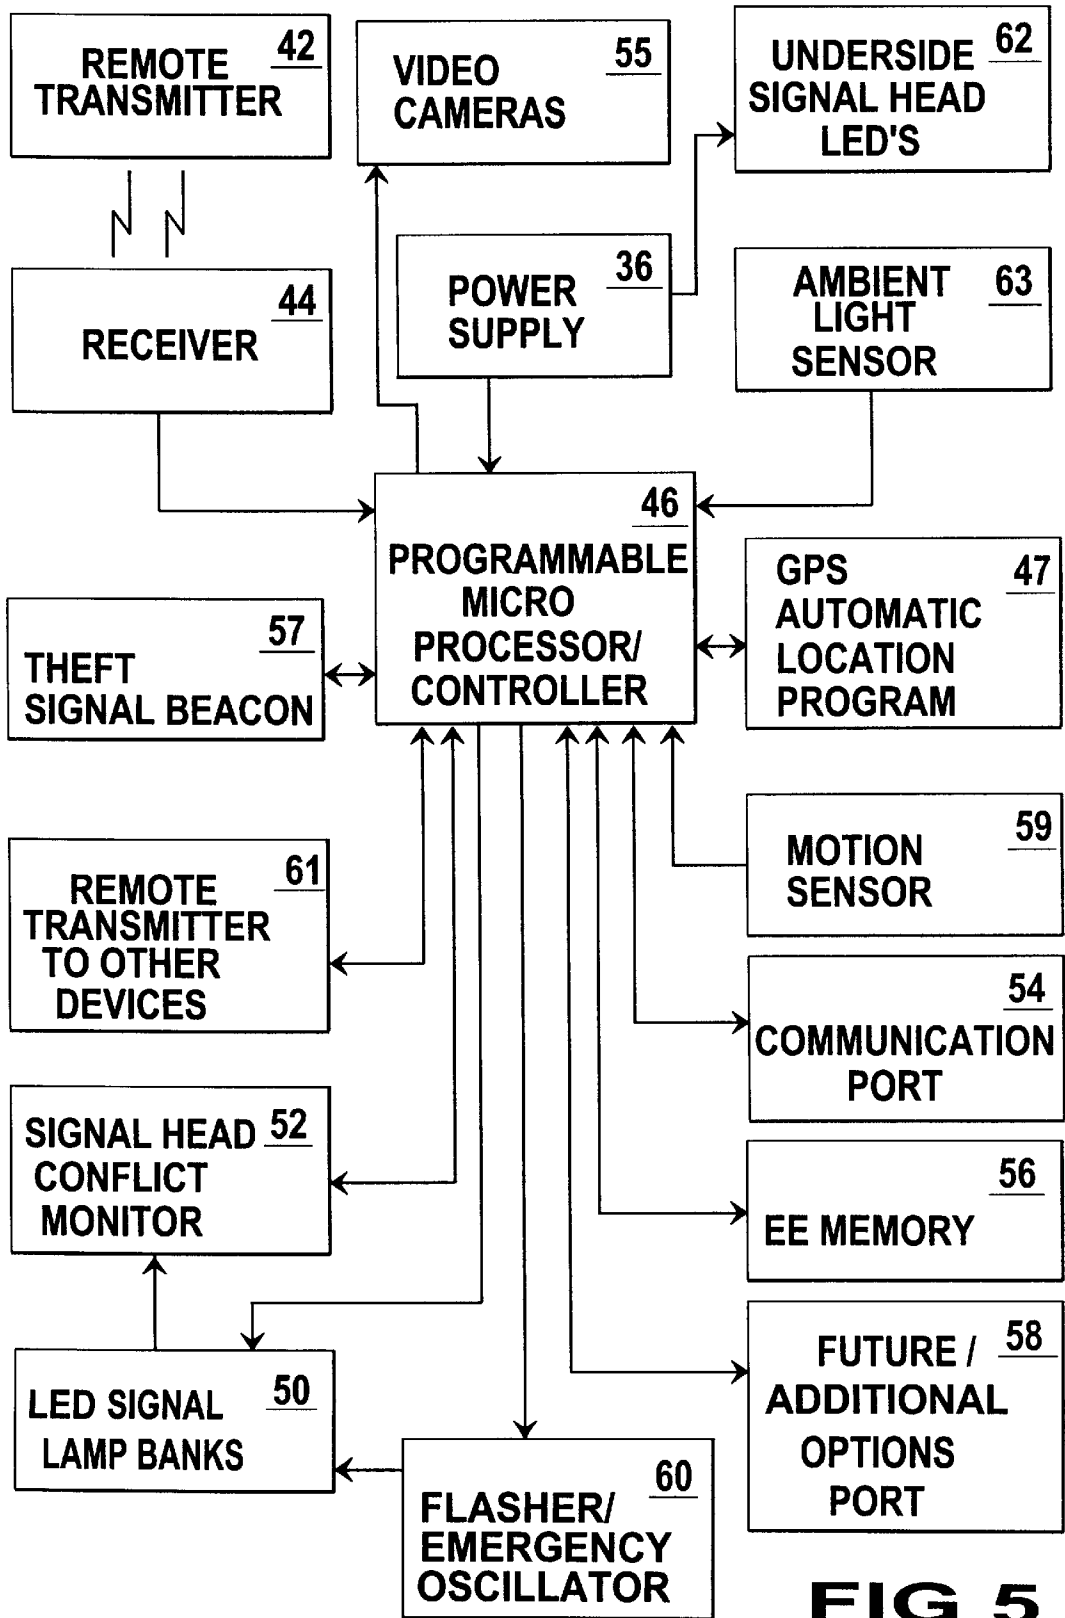 42
REMOTE
TRANSMITTER
55
VIDEO
CAMERAS
62
UNDERSIDE
SIGNAL HEAD
LED'S
44
RECEIVER
36
POWER
SUPPLY
63
AMBIENT
LIGHT
SENSOR
46
PROGRAMMABLE
MICRO
PROCESSOR/
CONTROLLER
47
GPS
AUTOMATIC
LOCATION
PROGRAM
57
THEFT
SIGNAL BEACON
59
MOTION
SENSOR
61
REMOTE
TRANSMITTER
TO OTHER
DEVICES
54
COMMUNICATION
PORT
52
SIGNAL HEAD
CONFLICT
MONITOR
56
EE MEMORY
50
LED SIGNAL
LAMP BANKS
58
FUTURE /
ADDITIONAL
OPTIONS
PORT
60
FLASHER/
EMERGENCY
OSCILLATOR
FIG 5